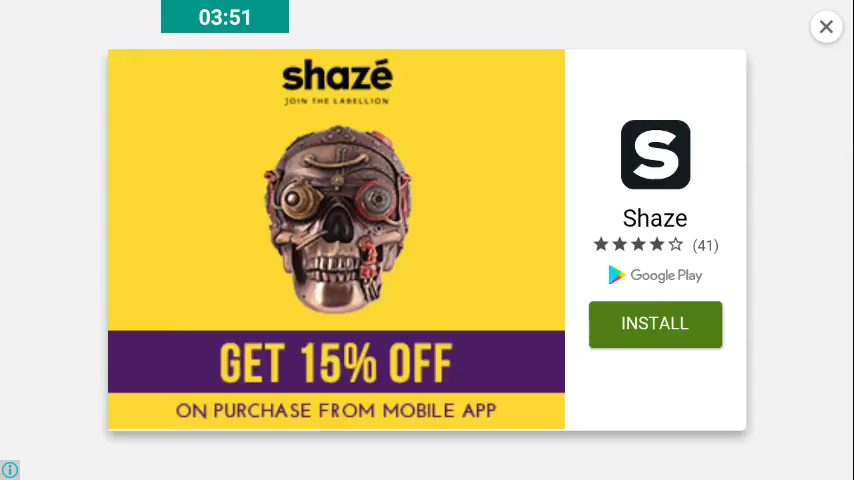 03:51
shazé
JOIN THE LABELLION
GET 15% OFF
ON PURCHASE FROM MOBILE APP
S
Shaze
(41)
Google Play
INSTALL